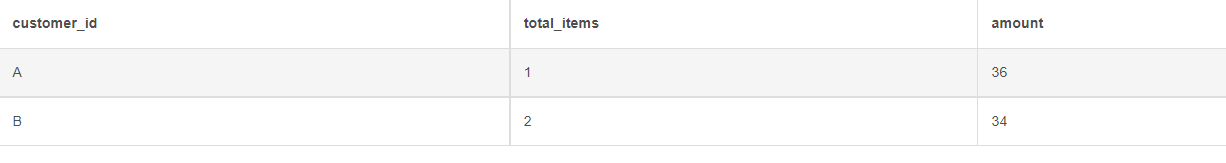 customer_id total_items amount
A 1 36
B 2 34